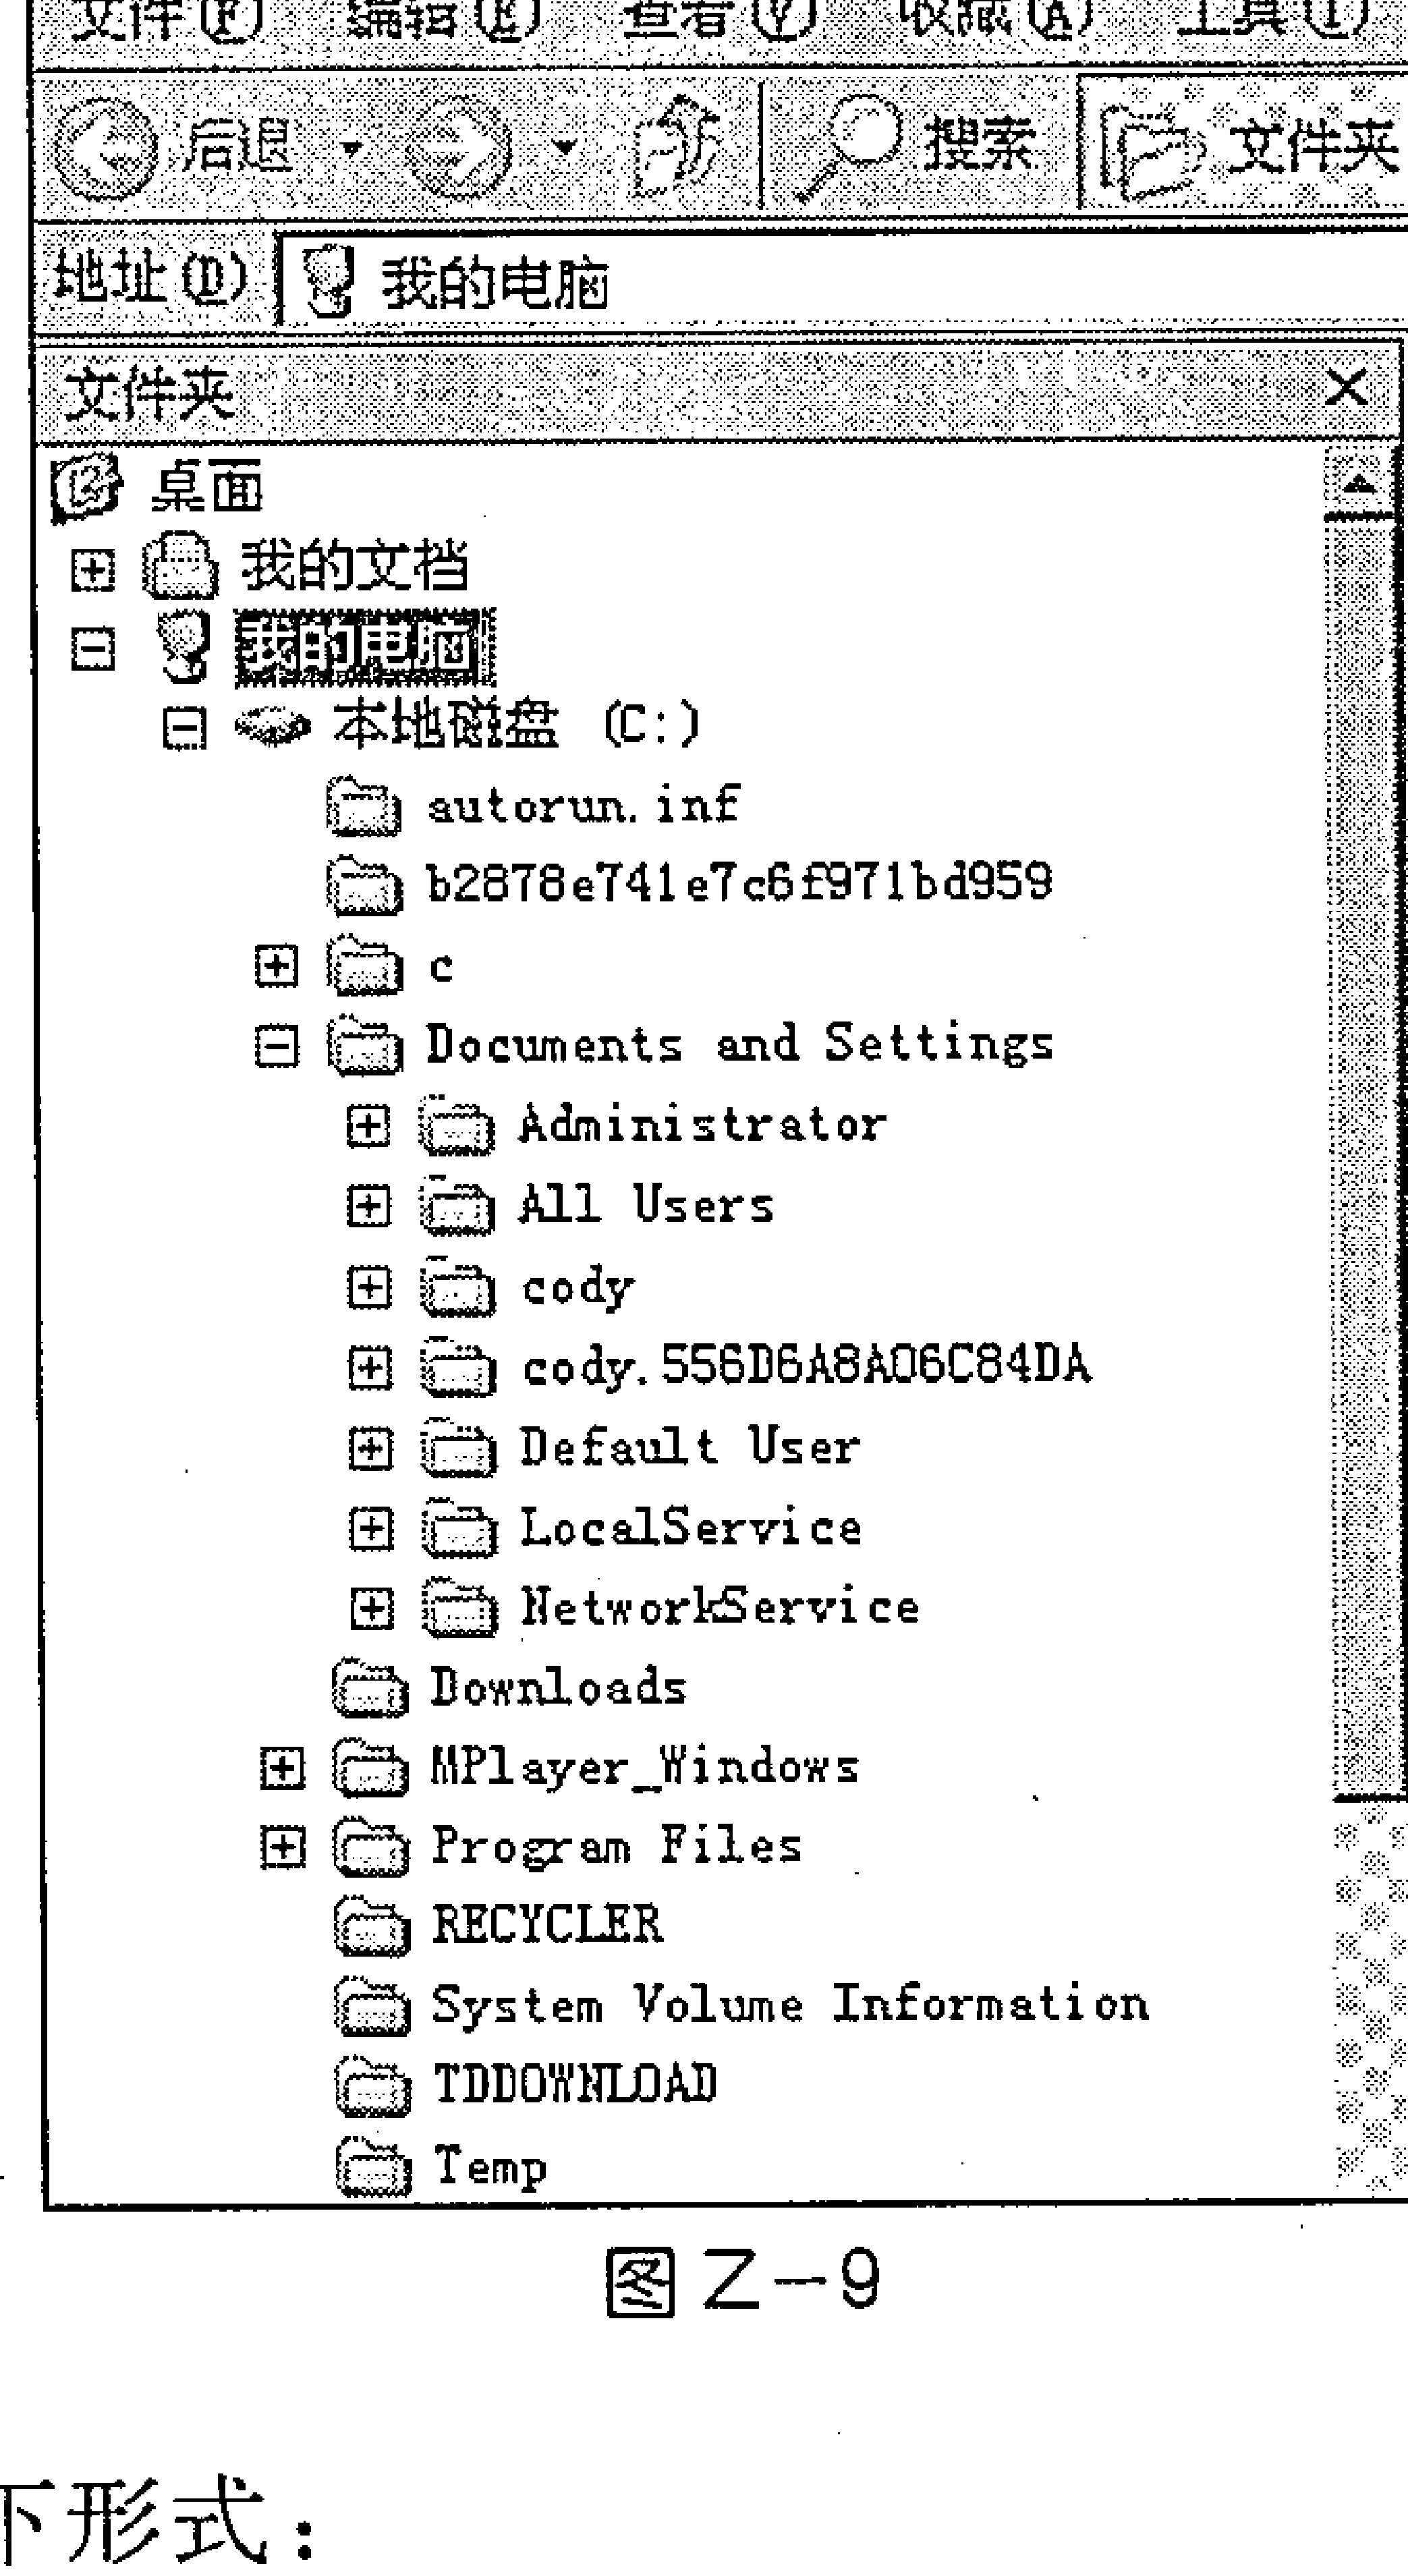 文件(F) 编辑(E) 查看(V) 收藏(A) 工具(T)
后退 搜索 文件夹
地址(D) 我的电脑
文件夹
桌面
我的文档
我的电脑
本地磁盘 (C:)
autorun.inf
b2878e741e7c6f971bd959
c
Documents and Settings
Administrator
All Users
cody
cody.556D6A8A06C84DA
Default User
LocalService
NetworkService
Downloads
MPlayer_Windows
Program Files
RECYCLER
System Volume Information
TDDOWNLOAD
Temp
图 2-9
下形式：